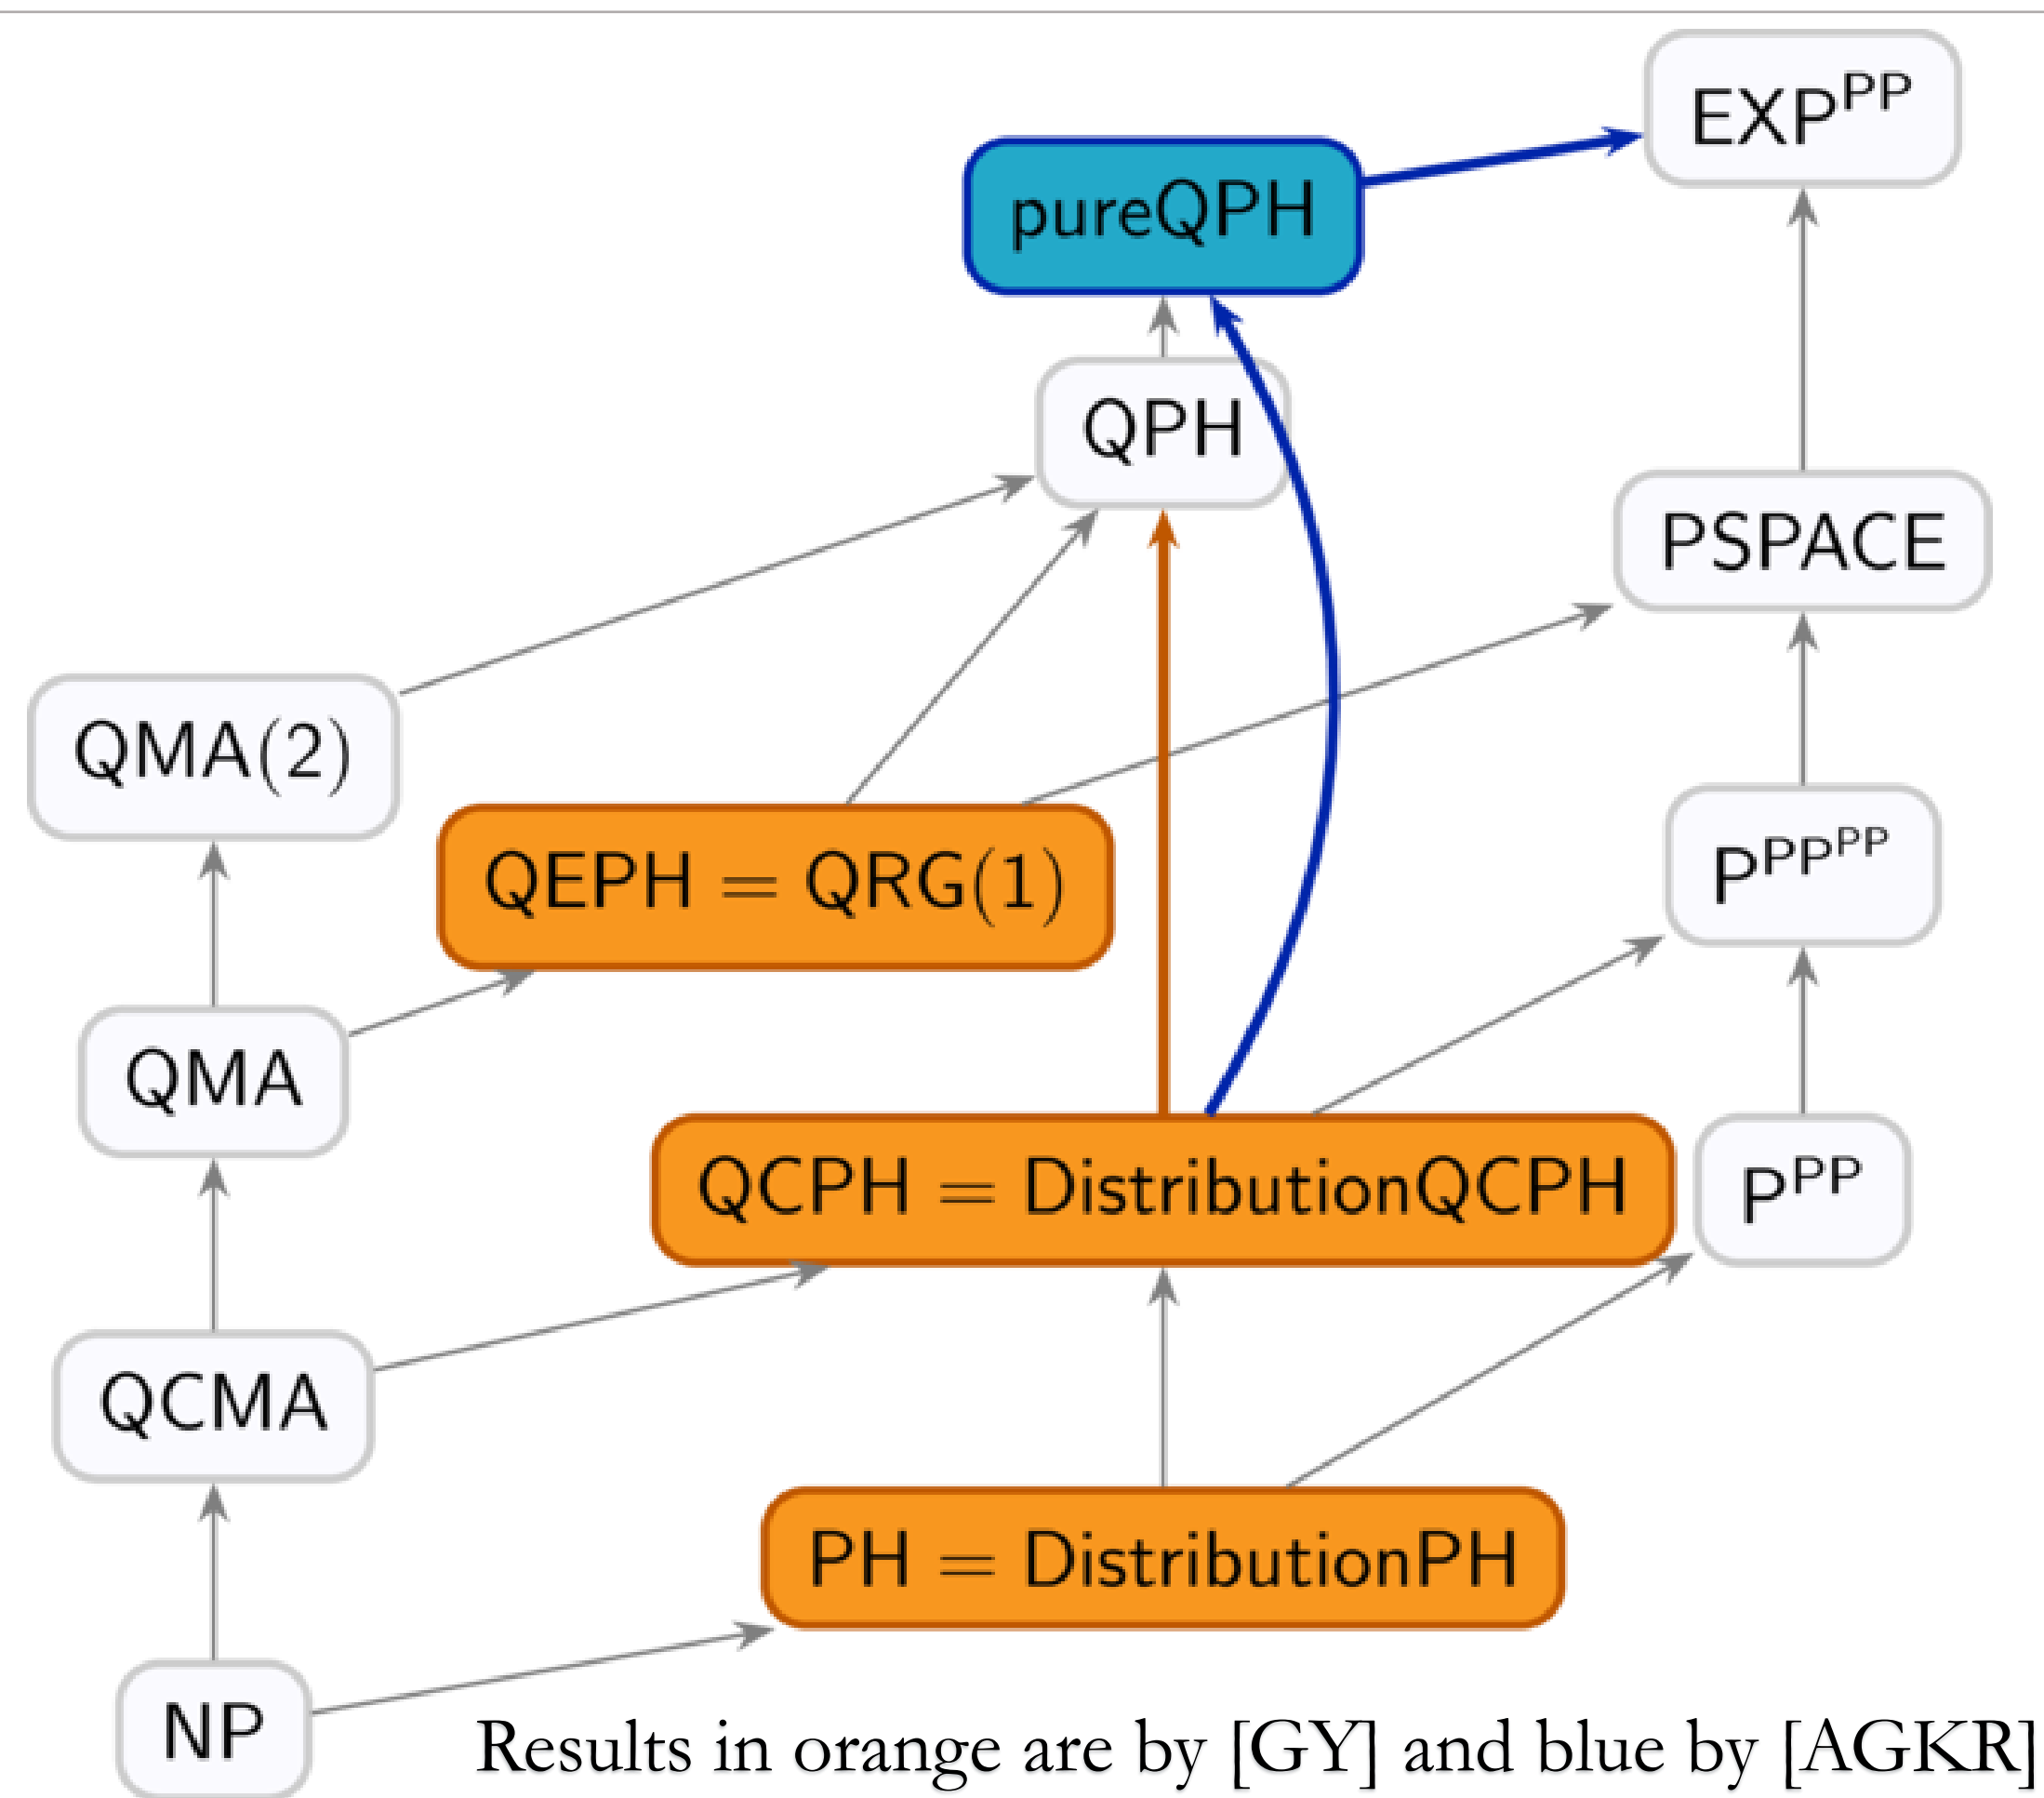 EXP^PP
pureQPH
QPH
PSPACE
QMA(2)
QEPH = QRG(1)
P^PP^PP
QMA
QCPH = DistributionQCPH
P^PP
QCMA
PH = DistributionPH
NP
Results in orange are by [GY] and blue by [AGKR]